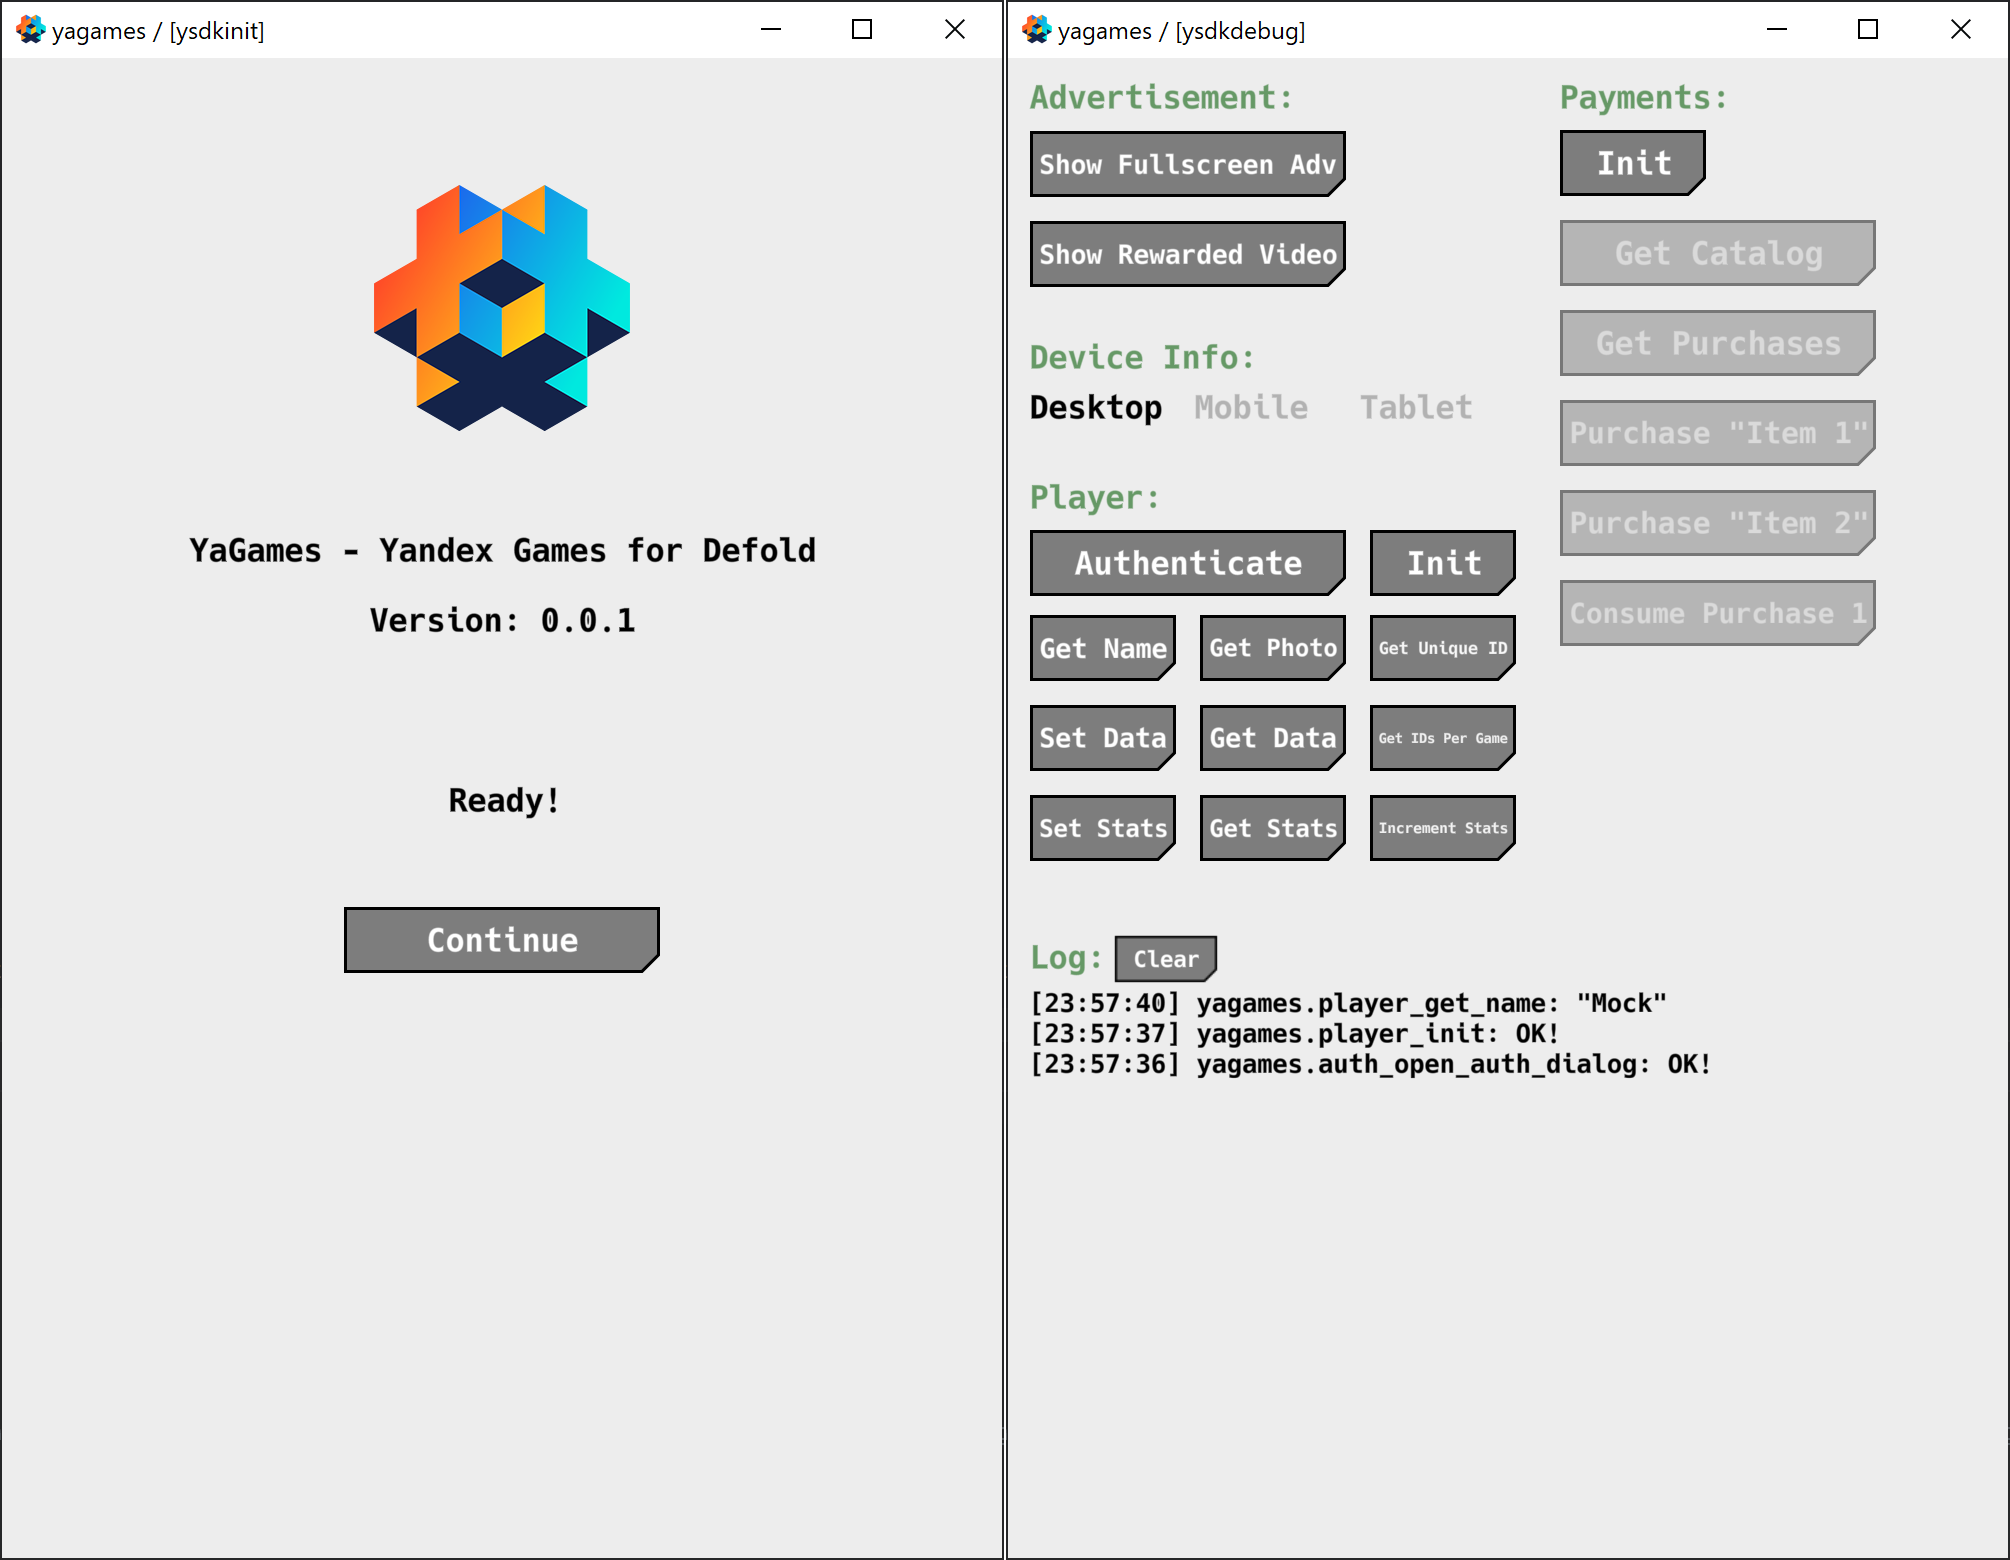 yagames / [ysdkinit]
YaGames - Yandex Games for Defold
Version: 0.0.1
Ready!
Continue
yagames / [ysdkdebug]
Advertisement:
Show Fullscreen Adv
Show Rewarded Video
Device Info:
Desktop Mobile Tablet
Player:
Authenticate Init
Get Name Get Photo Get Unique ID
Set Data Get Data Get IDs Per Game
Set Stats Get Stats Increment Stats
Payments:
Init
Get Catalog
Get Purchases
Purchase "Item 1"
Purchase "Item 2"
Consume Purchase 1
Log: Clear
[23:57:40] yagames.player_get_name: "Mock"
[23:57:37] yagames.player_init: OK!
[23:57:36] yagames.auth_open_auth_dialog: OK!